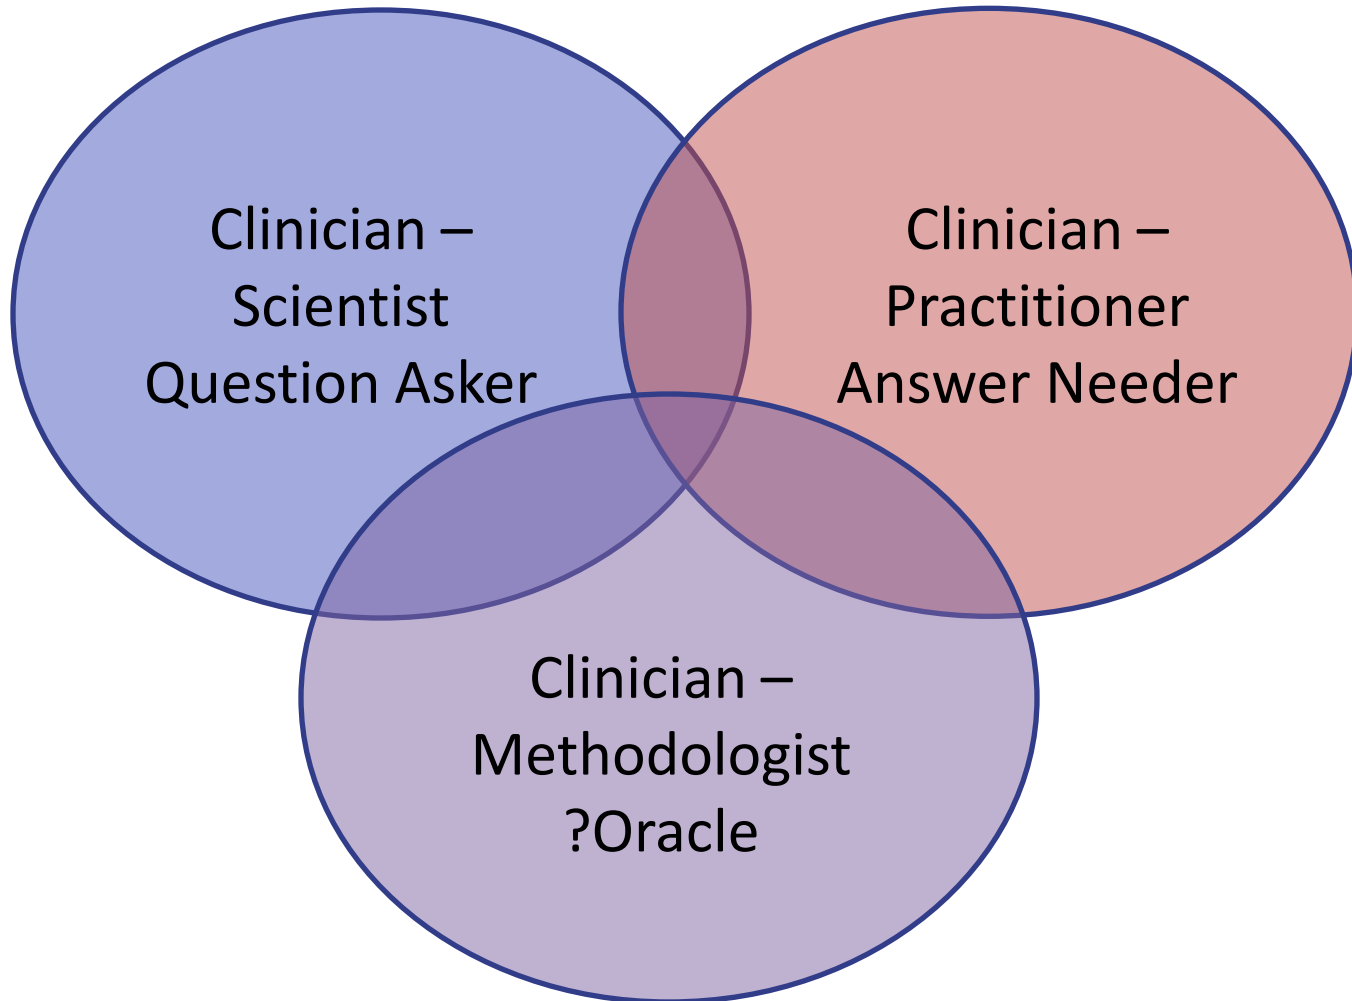 Clinician –
Scientist
Question Asker
Clinician –
Practitioner
Answer Needer
Clinician –
Methodologist
?Oracle